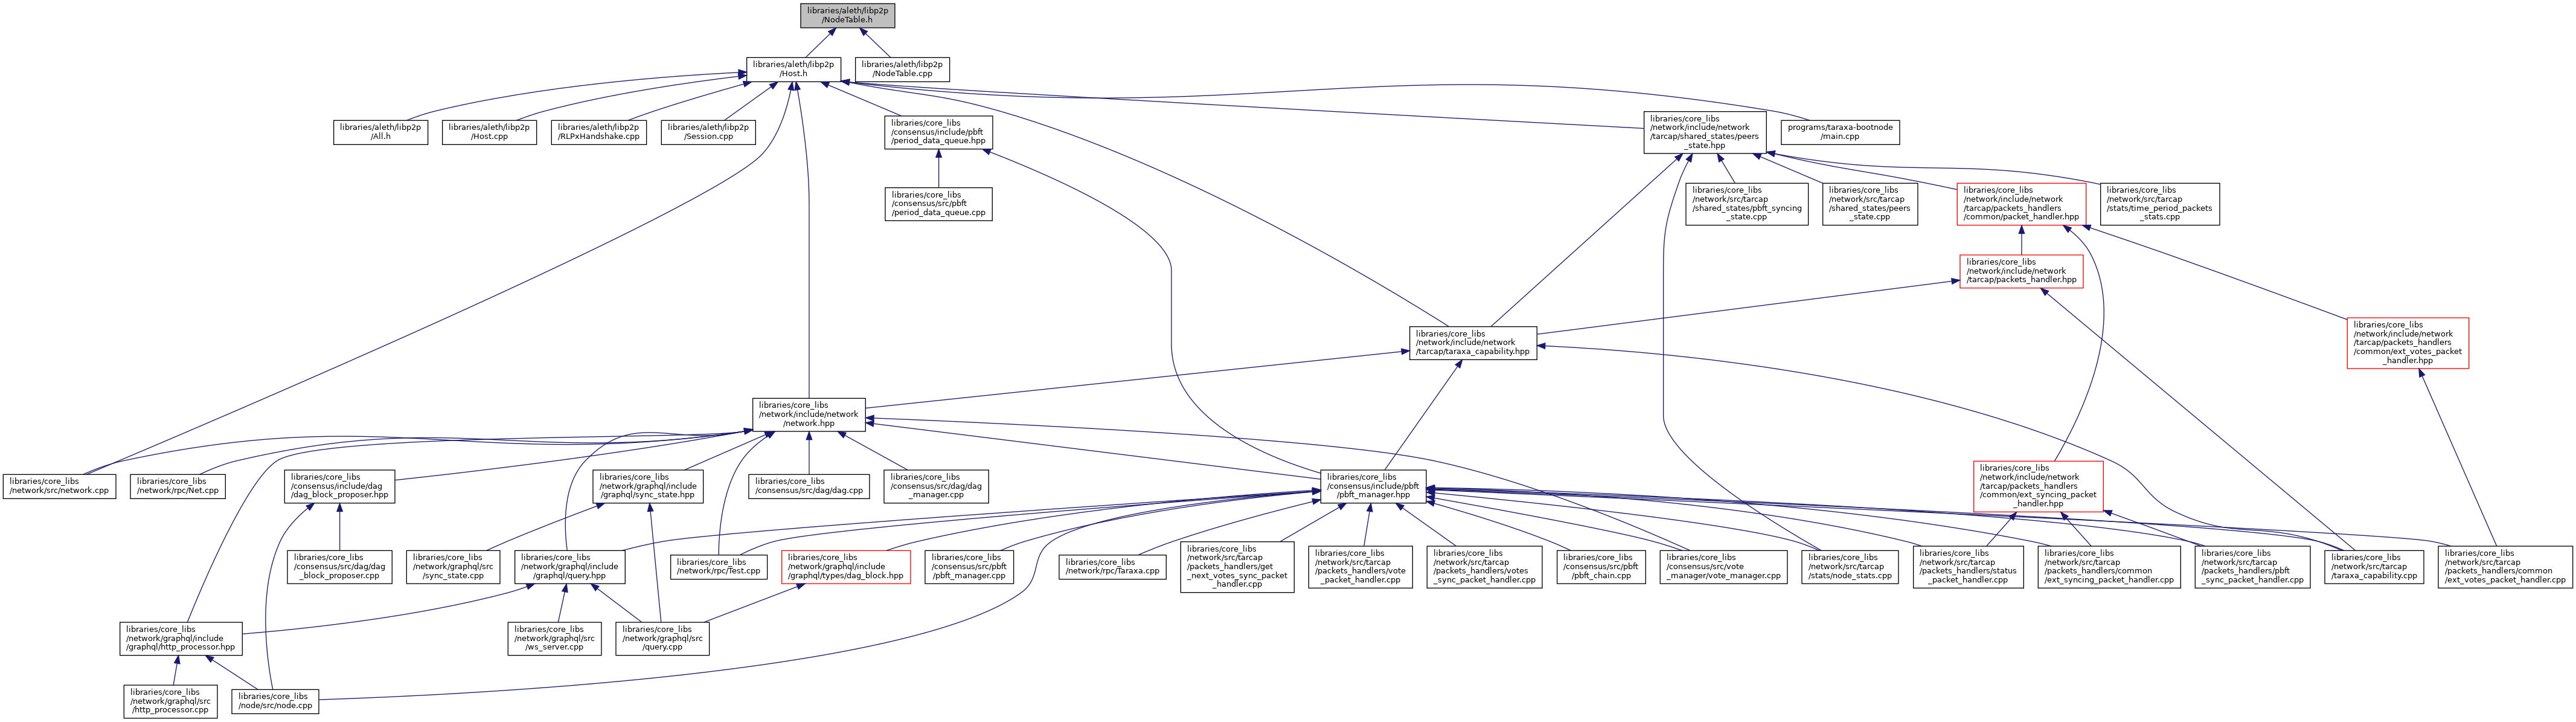 libraries/aleth/libp2p
/NodeTable.h
libraries/aleth/libp2p
/Host.h
libraries/aleth/libp2p
/NodeTable.cpp
libraries/aleth/libp2p
/All.h
libraries/aleth/libp2p
/Host.cpp
libraries/aleth/libp2p
/RLPxHandshake.cpp
libraries/aleth/libp2p
/Session.cpp
libraries/core_libs
/consensus/include/pbft
/period_data_queue.hpp
libraries/core_libs
/network/include/network
/tarcap/shared_states/peers
_state.hpp
programs/taraxa-bootnode
/main.cpp
libraries/core_libs
/consensus/src/pbft
/period_data_queue.cpp
libraries/core_libs
/network/src/tarcap
/shared_states/pbft_syncing
_state.cpp
libraries/core_libs
/network/src/tarcap
/shared_states/peers
_state.cpp
libraries/core_libs
/network/include/network
/tarcap/packets_handlers
/common/packet_handler.hpp
libraries/core_libs
/network/src/tarcap
/stats/time_period_packets
_stats.cpp
libraries/core_libs
/network/include/network
/tarcap/packets_handler.hpp
libraries/core_libs
/network/include/network
/tarcap/taraxa_capability.hpp
libraries/core_libs
/network/include/network
/tarcap/packets_handlers
/common/ext_votes_packet
_handler.hpp
libraries/core_libs
/network/include/network
/network.hpp
libraries/core_libs
/network/src/network.cpp
libraries/core_libs
/network/rpc/Net.cpp
libraries/core_libs
/consensus/include/dag
/dag_block_proposer.hpp
libraries/core_libs
/network/graphql/include
/graphql/sync_state.hpp
libraries/core_libs
/consensus/src/dag/dag.cpp
libraries/core_libs
/consensus/src/dag/dag
_manager.cpp
libraries/core_libs
/consensus/include/pbft
/pbft_manager.hpp
libraries/core_libs
/network/include/network
/tarcap/packets_handlers
/common/ext_syncing_packet
_handler.hpp
libraries/core_libs
/consensus/src/dag/dag
_block_proposer.cpp
libraries/core_libs
/network/graphql/src
/sync_state.cpp
libraries/core_libs
/network/graphql/include
/graphql/query.hpp
libraries/core_libs
/network/rpc/Test.cpp
libraries/core_libs
/network/graphql/include
/graphql/types/dag_block.hpp
libraries/core_libs
/consensus/src/pbft
/pbft_manager.cpp
libraries/core_libs
/network/rpc/Taraxa.cpp
libraries/core_libs
/network/src/tarcap
/packets_handlers/get
_next_votes_sync_packet
_handler.cpp
libraries/core_libs
/network/src/tarcap
/packets_handlers/vote
_packet_handler.cpp
libraries/core_libs
/network/src/tarcap
/packets_handlers/votes
_sync_packet_handler.cpp
libraries/core_libs
/consensus/src/pbft
/pbft_chain.cpp
libraries/core_libs
/consensus/src/vote
_manager/vote_manager.cpp
libraries/core_libs
/network/src/tarcap
/stats/node_stats.cpp
libraries/core_libs
/network/src/tarcap
/packets_handlers/status
_packet_handler.cpp
libraries/core_libs
/network/src/tarcap
/packets_handlers/common
/ext_syncing_packet_handler.cpp
libraries/core_libs
/network/src/tarcap
/packets_handlers/pbft
_sync_packet_handler.cpp
libraries/core_libs
/network/src/tarcap
/taraxa_capability.cpp
libraries/core_libs
/network/src/tarcap
/packets_handlers/common
/ext_votes_packet_handler.cpp
libraries/core_libs
/network/graphql/include
/graphql/http_processor.hpp
libraries/core_libs
/network/graphql/src
/ws_server.cpp
libraries/core_libs
/network/graphql/src
/query.cpp
libraries/core_libs
/network/graphql/src
/http_processor.cpp
libraries/core_libs
/node/src/node.cpp